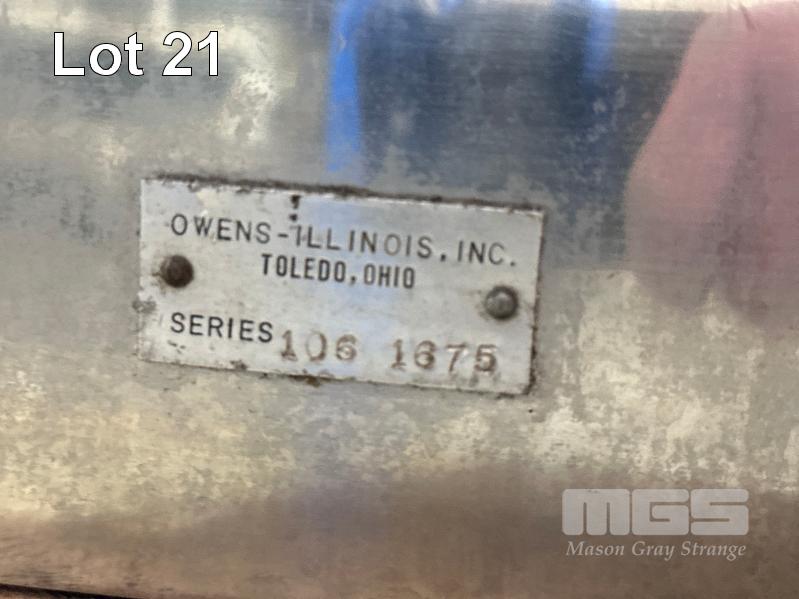 Lot 21
OWENS-ILLINOIS, INC.
TOLEDO, OHIO
SERIES 106 1675
MGS
Mason Gray Strange